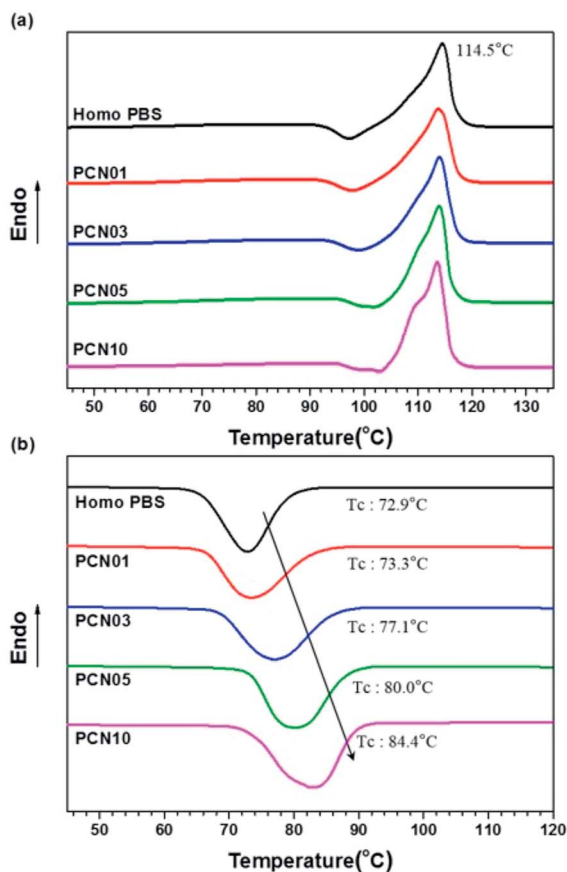 (a)
114.5°C
Homo PBS
PCN01
PCN03
PCN05
PCN10
Endo
50 60 70 80 90 100 110 120 130
Temperature(°C)
(b)
Homo PBS
Tc : 72.9°C
PCN01
Tc : 73.3°C
PCN03
Tc : 77.1°C
PCN05
Tc : 80.0°C
PCN10
Tc : 84.4°C
Endo
50 60 70 80 90 100 110 120
Temperature(°C)